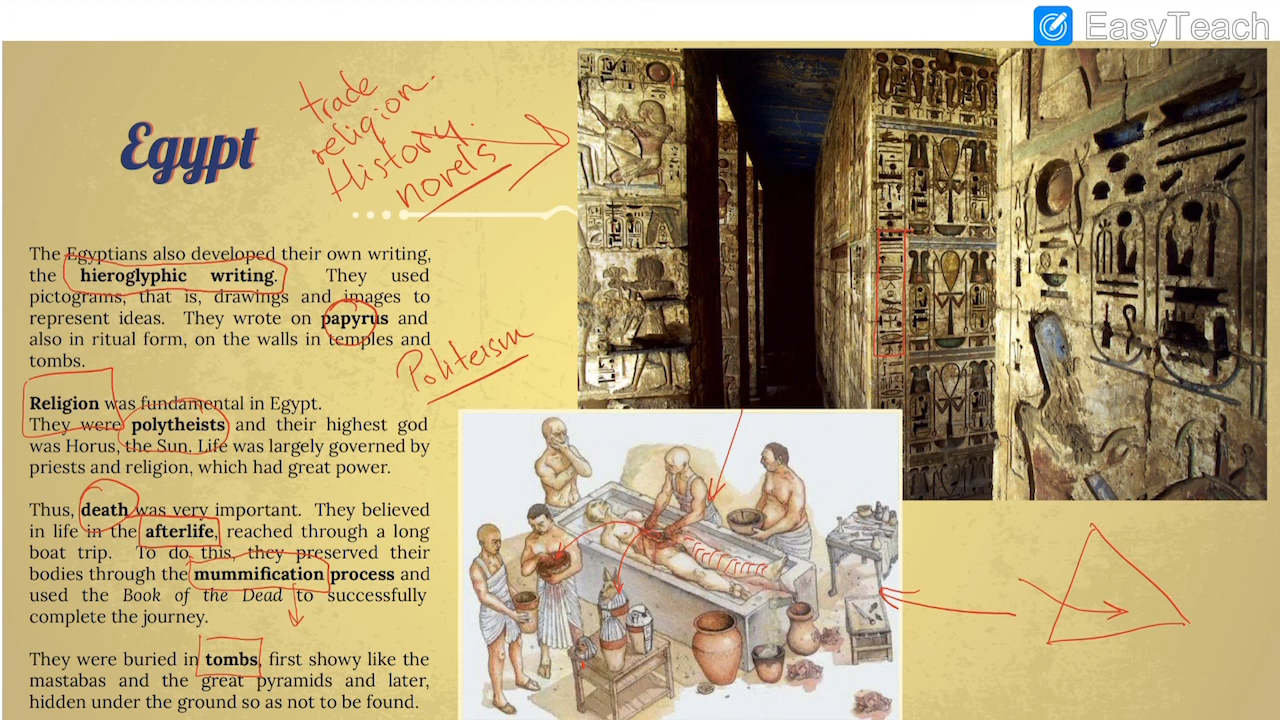 EasyTeach
Egypt
trade
religion.
History.
novels
The Egyptians also developed their own writing,
the hieroglyphic writing. They used
pictograms, that is, drawings and images to
represent ideas. They wrote on papyrus and
also in ritual form, on the walls in temples and
tombs.
Politeism
Religion was fundamental in Egypt.
They were polytheists and their highest god
was Horus, the Sun. Life was largely governed by
priests and religion, which had great power.
Thus, death was very important. They believed
in life in the afterlife, reached through a long
boat trip. To do this, they preserved their
bodies through the mummification process and
used the Book of the Dead to successfully
complete the journey.
They were buried in tombs, first showy like the
mastabas and the great pyramids and later,
hidden under the ground so as not to be found.